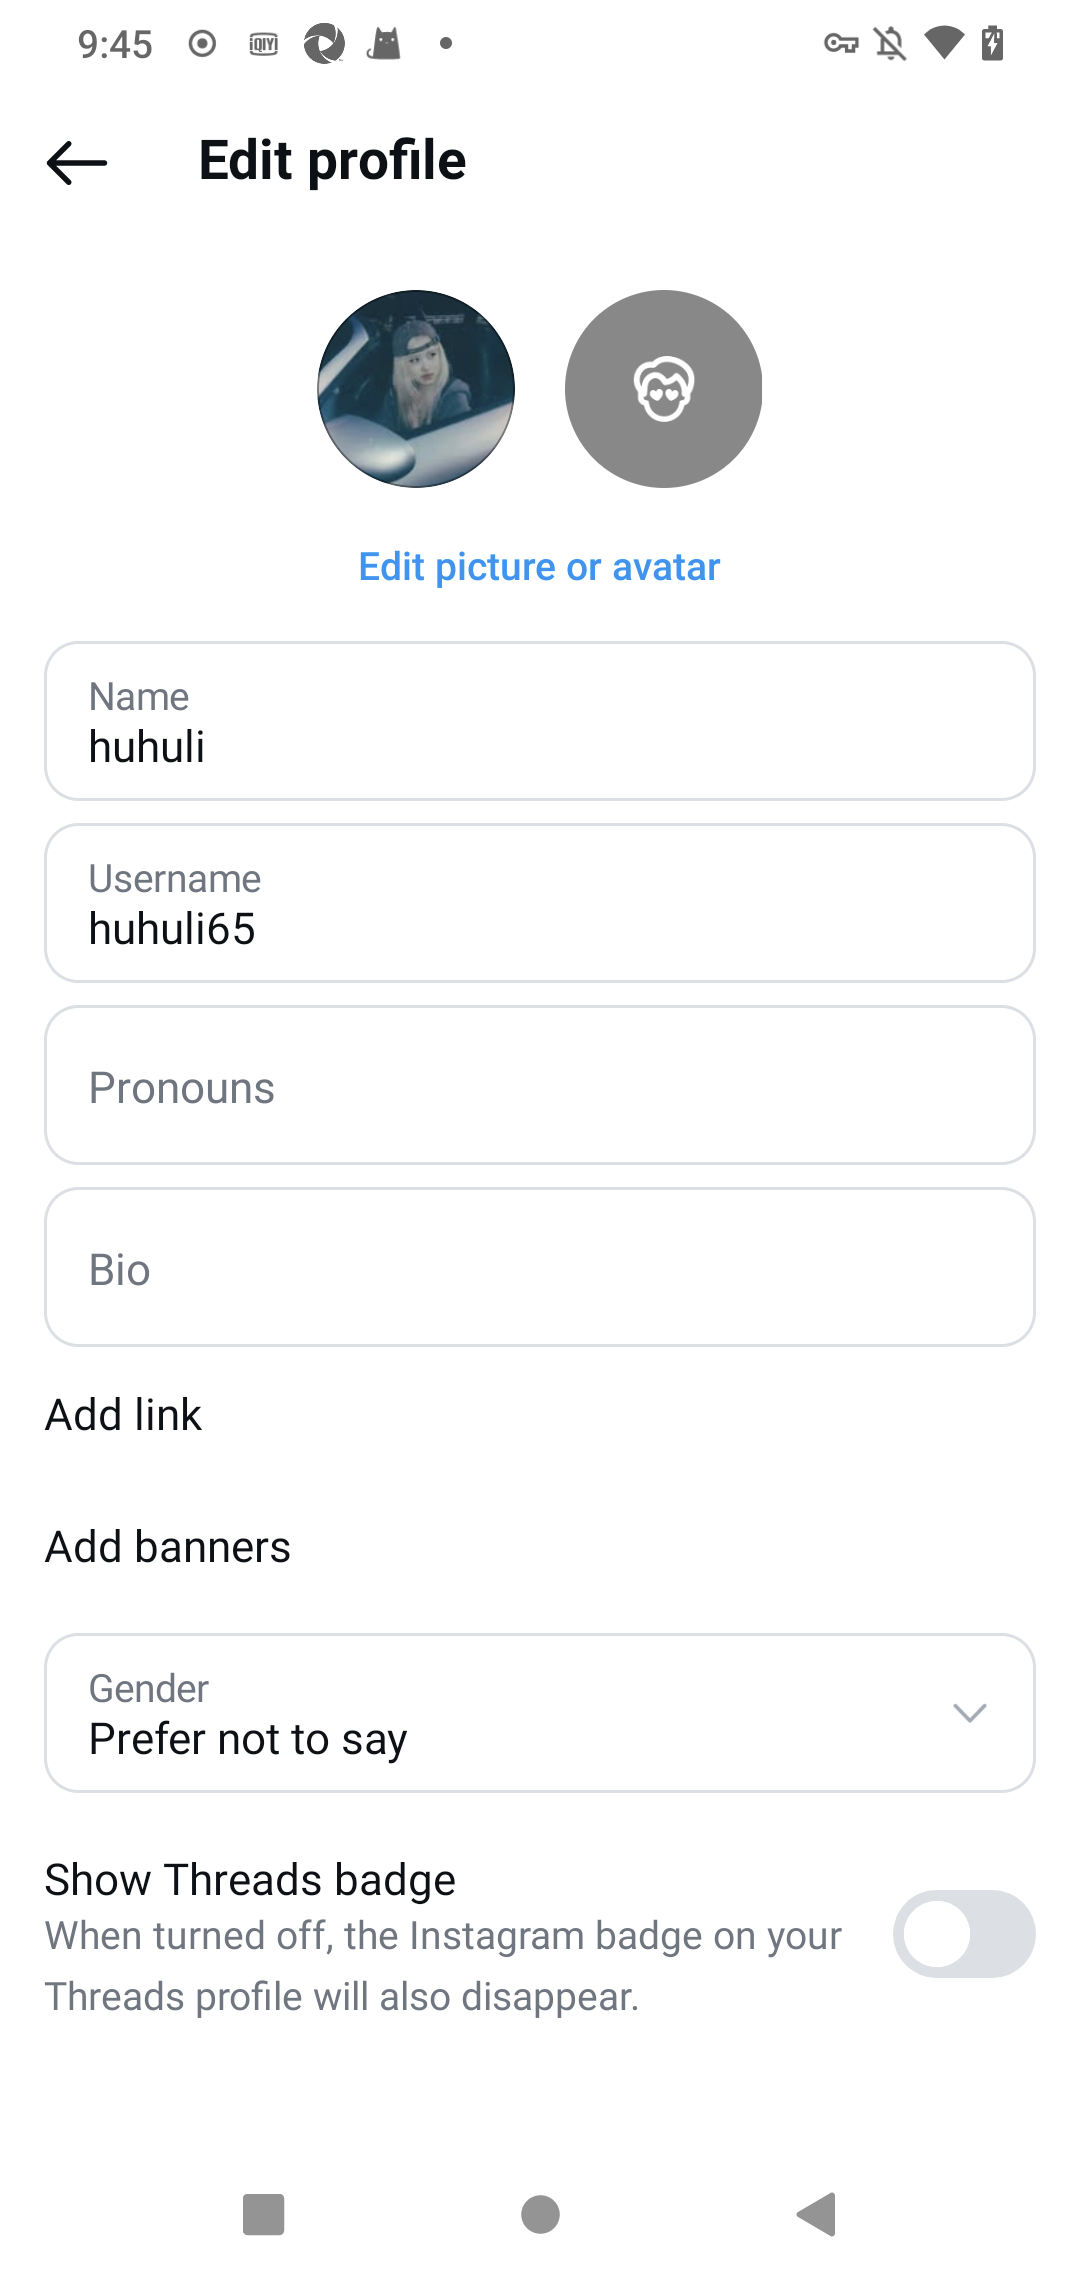 9:45
iQIYI
Edit profile
Edit picture or avatar
Name
huhuli
Username
huhuli65
Pronouns
Bio
Add link
Add banners
Gender
Prefer not to say
Show Threads badge
When turned off, the Instagram badge on your
Threads profile will also disappear.